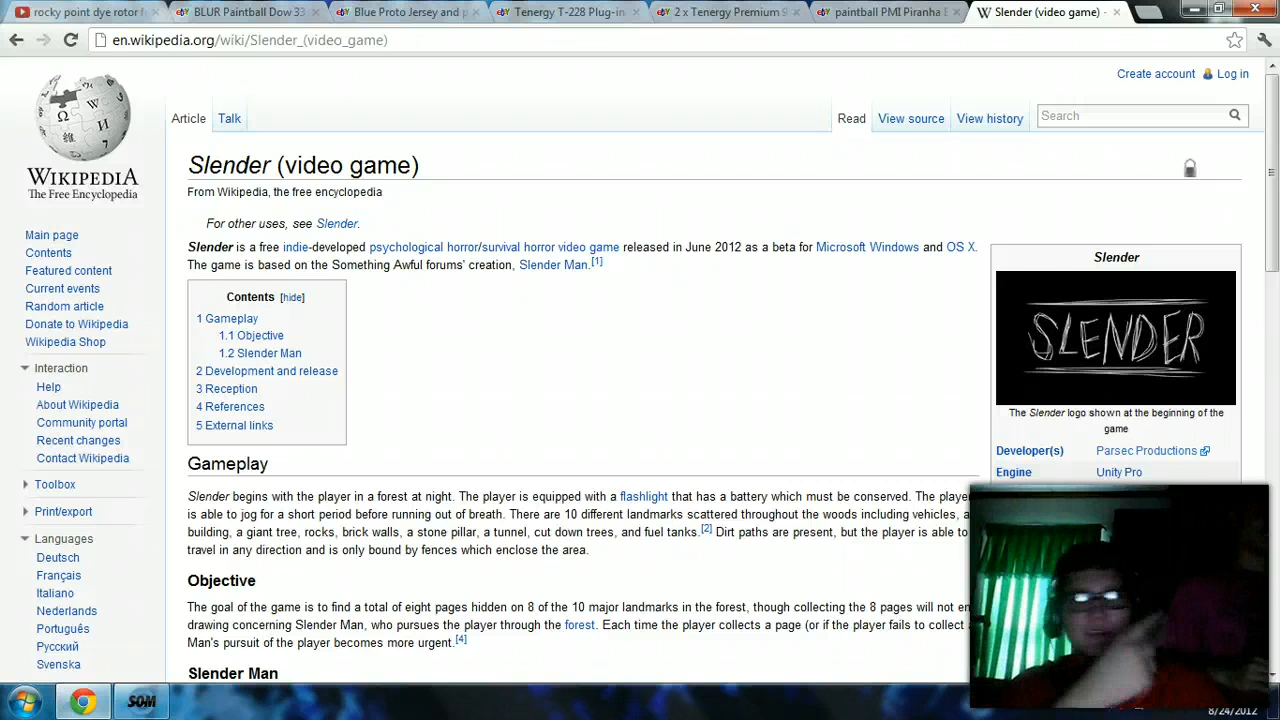 rocky point dye rotor f
BLUR Paintball Dow 33
Blue Proto Jersey and p
Tenergy T-228 Plug-in
2 x Tenergy Premium 9
paintball PMI Piranha E
Slender (video game) -
en.wikipedia.org/wiki/Slender_(video_game)
Create account Log in
Article Talk Read View source View history Search
WIKIPEDIA
The Free Encyclopedia
Main page
Contents
Featured content
Current events
Random article
Donate to Wikipedia
Wikipedia Shop
Interaction
Help
About Wikipedia
Community portal
Recent changes
Contact Wikipedia
Toolbox
Print/export
Languages
Deutsch
Français
Italiano
Nederlands
Português
Русский
Svenska
Slender (video game)
From Wikipedia, the free encyclopedia
For other uses, see Slender.
Slender is a free indie-developed psychological horror/survival horror video game released in June 2012 as a beta for Microsoft Windows and OS X.
The game is based on the Something Awful forums' creation, Slender Man.[1]
Contents [hide]
1 Gameplay
1.1 Objective
1.2 Slender Man
2 Development and release
3 Reception
4 References
5 External links
Gameplay
Slender begins with the player in a forest at night. The player is equipped with a flashlight that has a battery which must be conserved. The player
is able to jog for a short period before running out of breath. There are 10 different landmarks scattered throughout the woods including vehicles, a
building, a giant tree, rocks, brick walls, a stone pillar, a tunnel, cut down trees, and fuel tanks.[2] Dirt paths are present, but the player is able to
travel in any direction and is only bound by fences which enclose the area.
Objective
The goal of the game is to find a total of eight pages hidden on 8 of the 10 major landmarks in the forest, though collecting the 8 pages will not en
drawing concerning Slender Man, who pursues the player through the forest. Each time the player collects a page (or if the player fails to collect a
Man's pursuit of the player becomes more urgent.[4]
Slender Man
Slender
SLENDER
The Slender logo shown at the beginning of the
game
Developer(s) Parsec Productions
Engine Unity Pro
SOM
8/24/2012